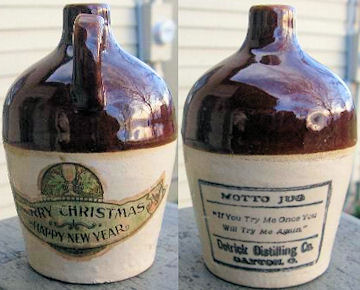 MERRY CHRISTMAS
HAPPY NEW YEAR
MOTTO JUG
"If You Try Me Once You
Will Try Me Again"
Detrick Distilling Co.
DAYTON, O.